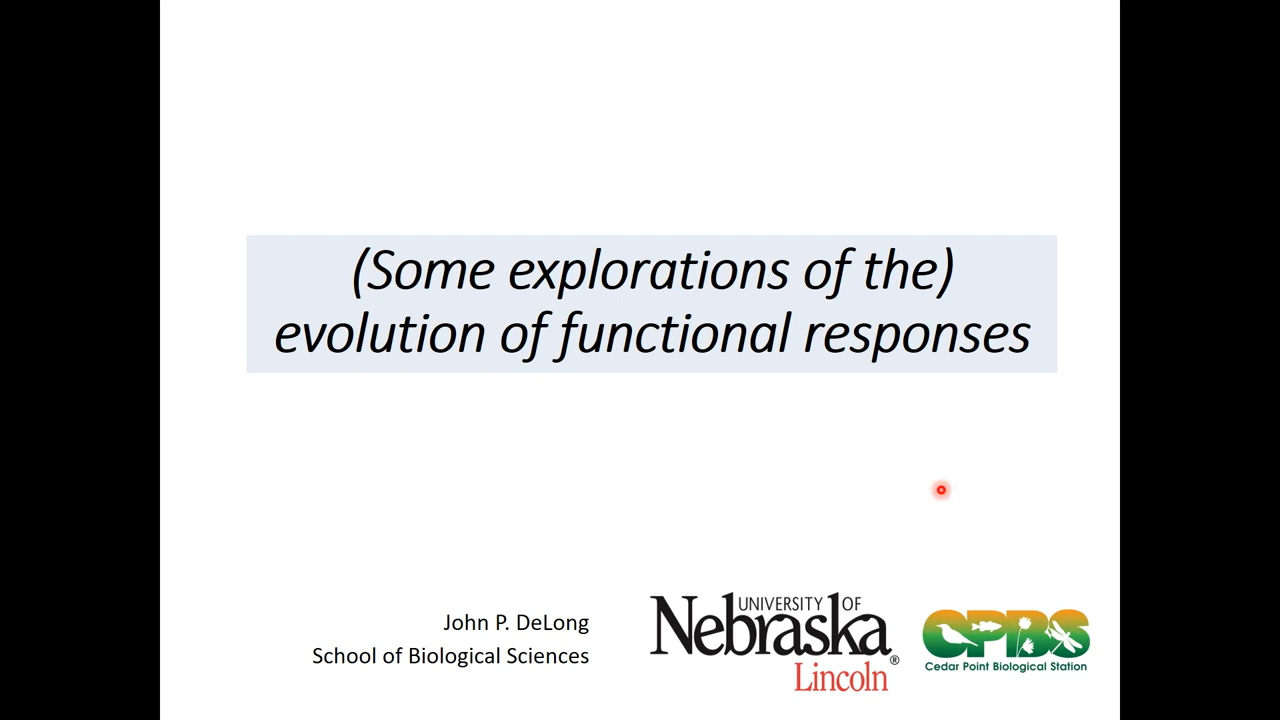 (Some explorations of the)
evolution of functional responses
John P. DeLong
School of Biological Sciences
UNIVERSITY OF
Nebraska®
Lincoln
CPBS
Cedar Point Biological Station